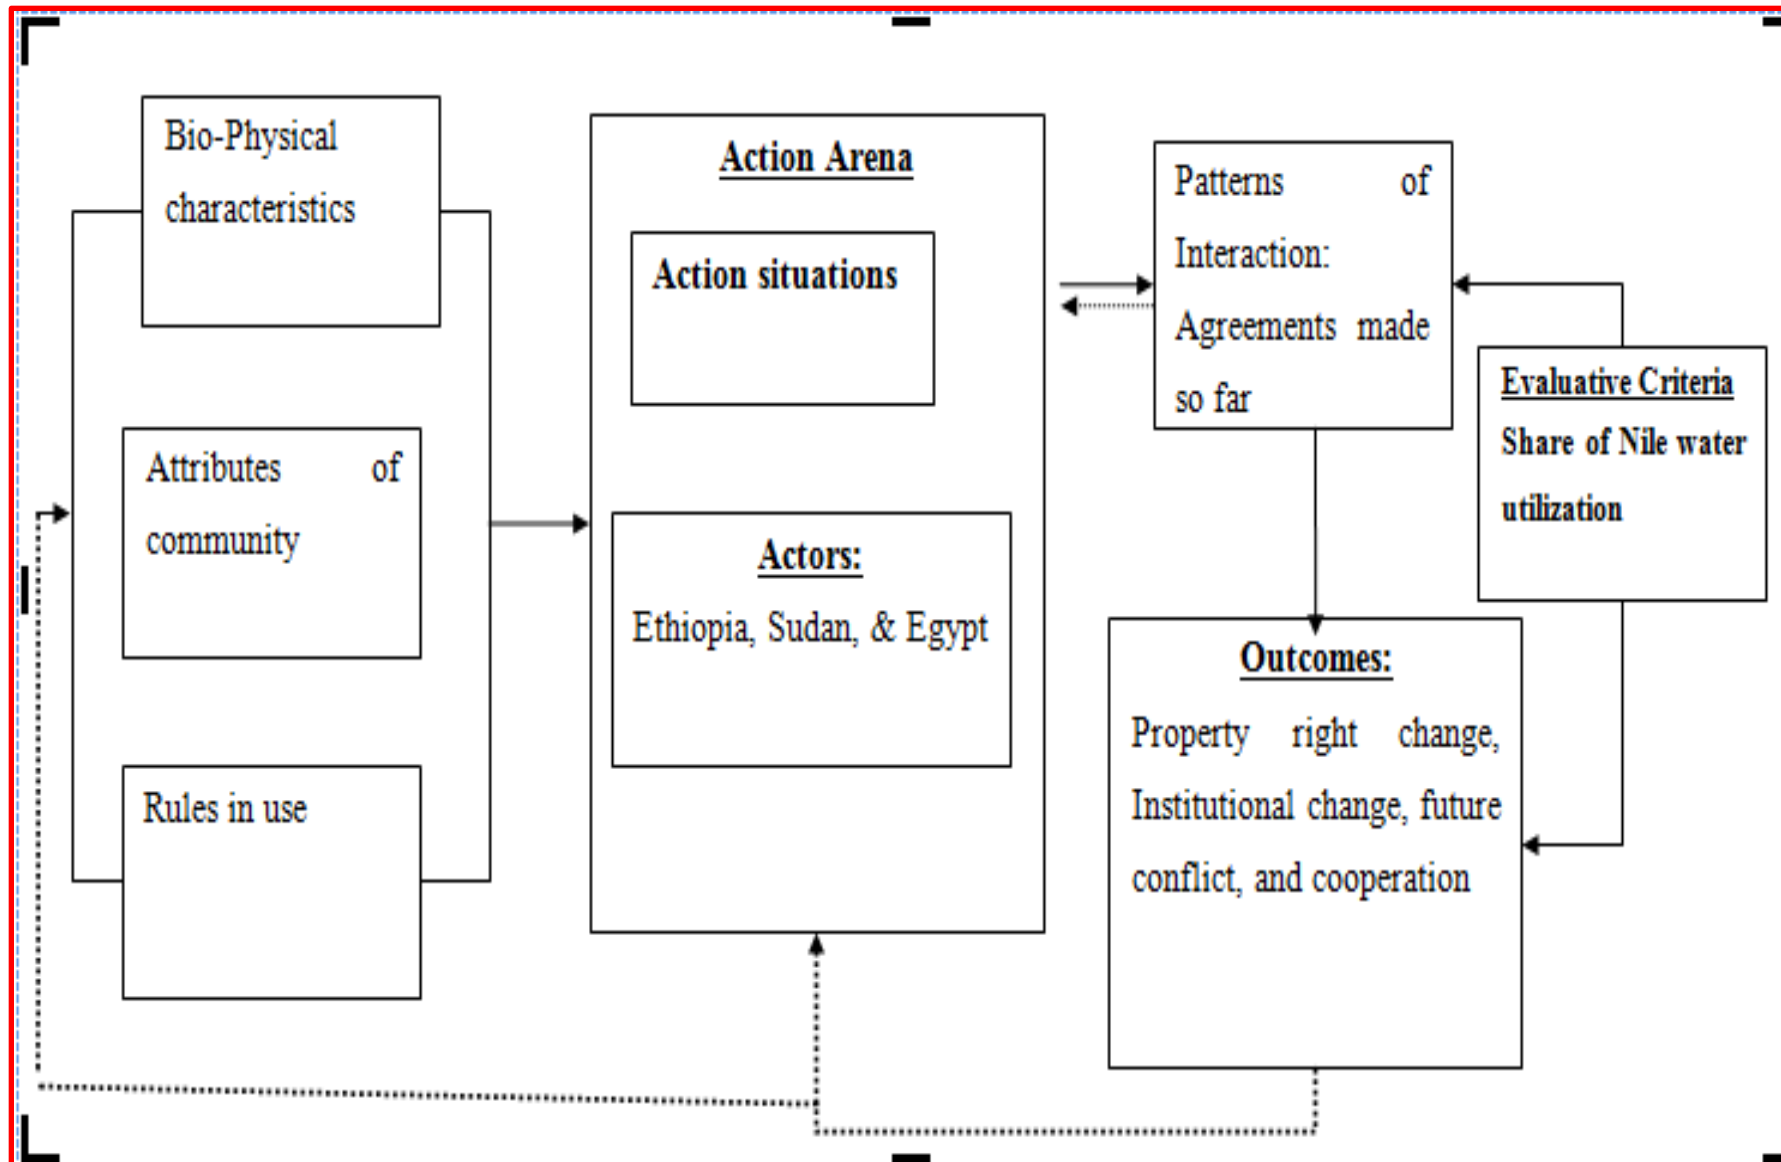 Bio-Physical
characteristics
Attributes of
community
Rules in use
Action Arena
Action situations
Actors:
Ethiopia, Sudan, & Egypt
Patterns of
Interaction:
Agreements made
so far
Evaluative Criteria
Share of Nile water
utilization
Outcomes:
Property right change,
Institutional change, future
conflict, and cooperation